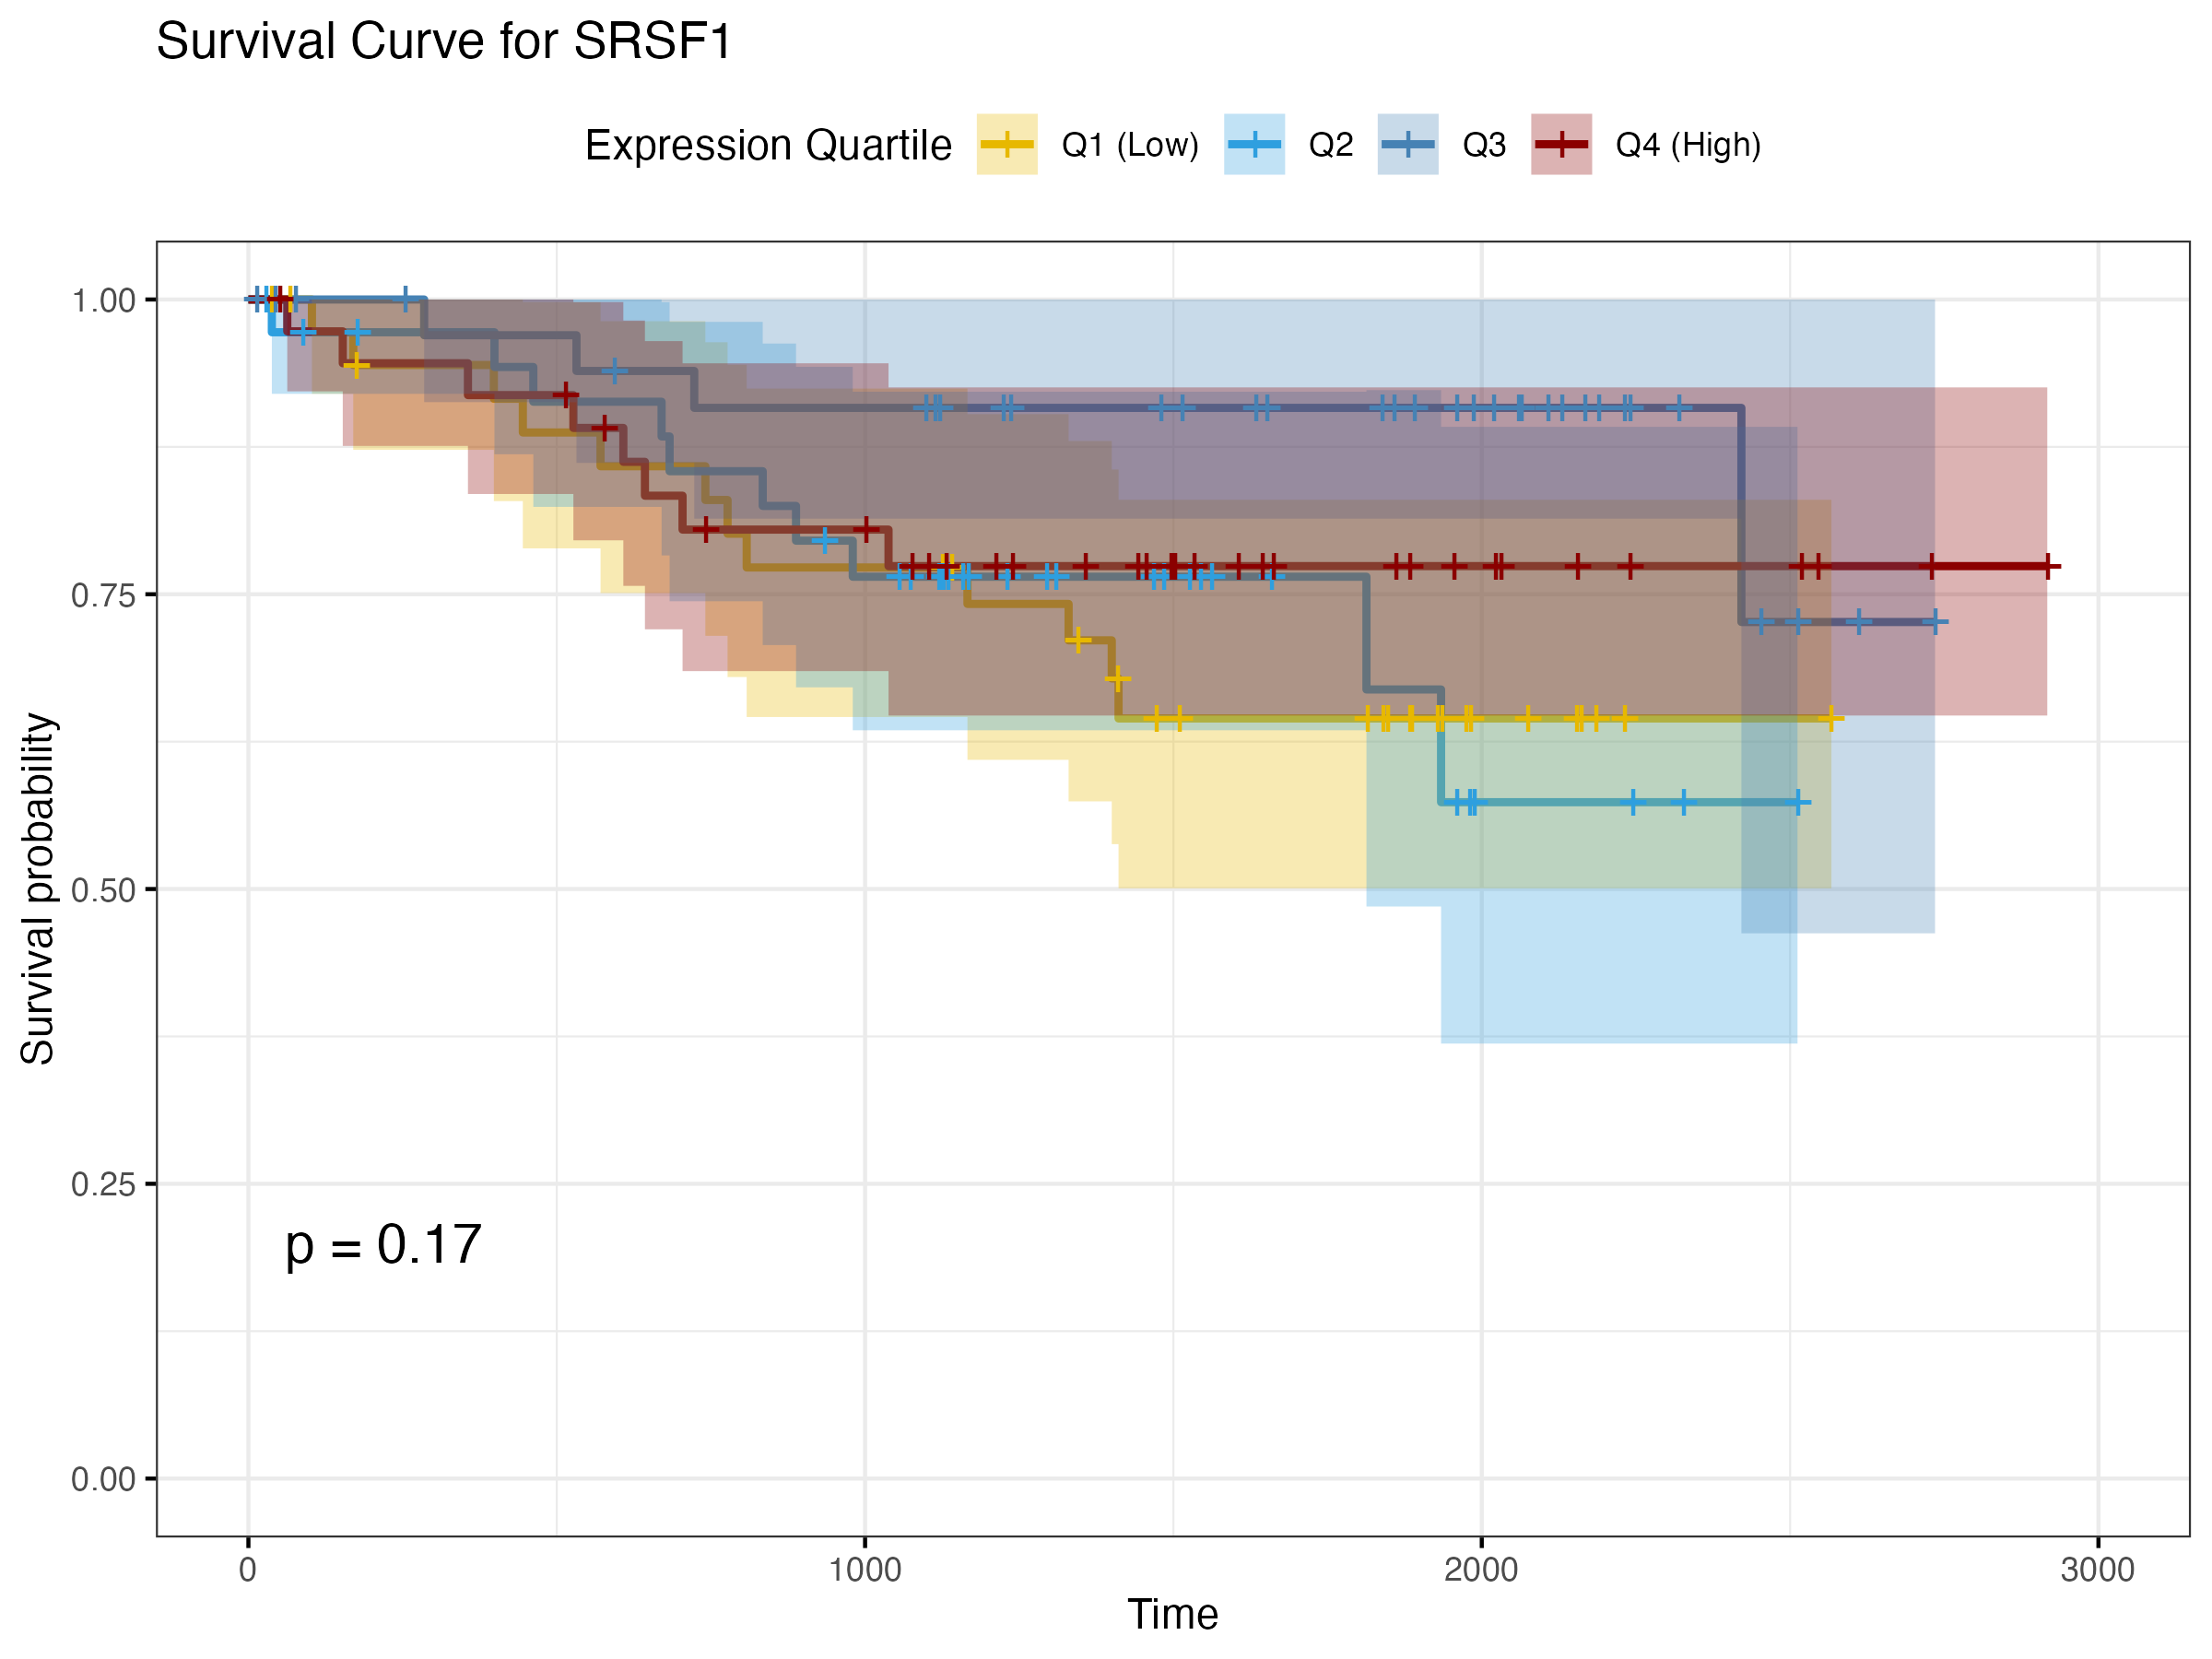 Survival Curve for SRSF1
Expression Quartile Q1 (Low) Q2 Q3 Q4 (High)
Survival probability
1.00
0.75
0.50
0.25
0.00
p = 0.17
0 1000 2000 3000
Time